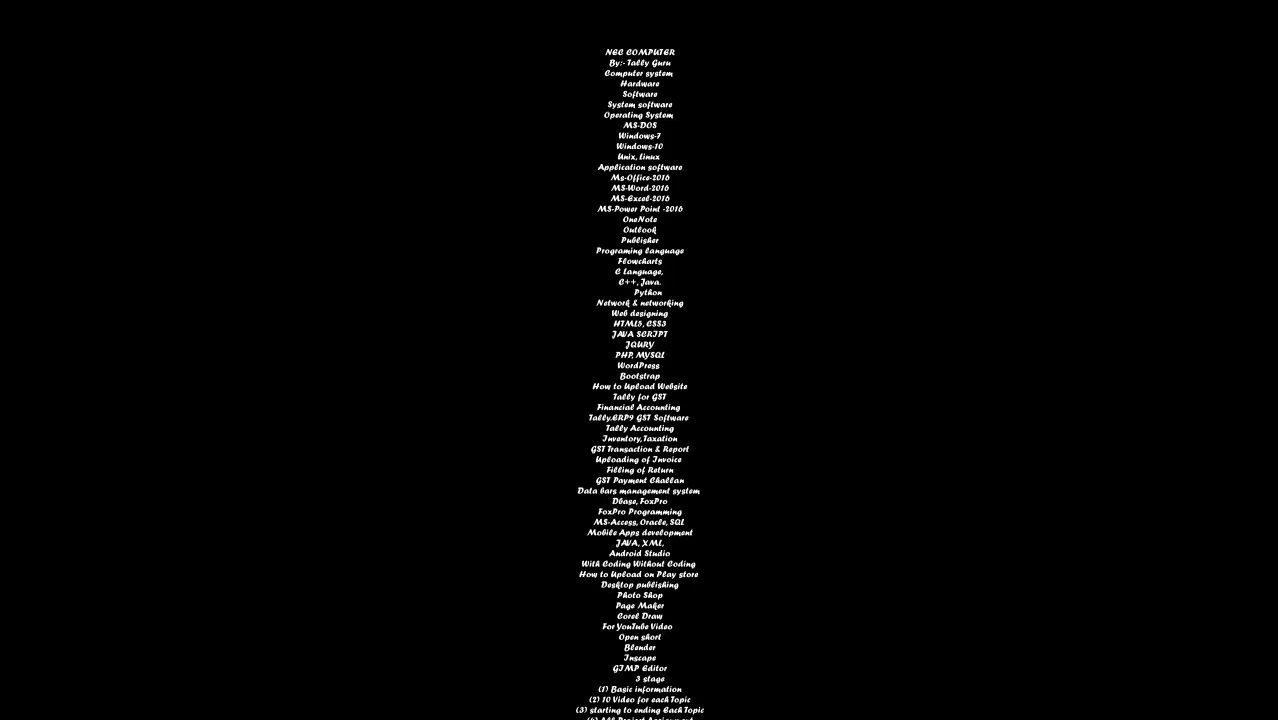 NEC COMPUTER
By:- Tally Guru
Computer system
Hardware
Software
System software
Operating System
MS-DOS
Windows-7
Windows-10
Unix, Linux
Application software
Ms-Office-2016
MS-Word-2016
MS-Excel-2016
MS-Power Point -2016
OneNote
Outlook
Publisher
Programing language
Flowcharts
C Language,
C++, Java.
Python
Network & networking
Web designing
HTML5, CSS3
JAVA SCRIPT
JQURY
PHP, MYSQL
WordPress
Bootstrap
How to Upload Website
Tally for GST
Financial Accounting
Tally.ERP9 GST Software
Tally Accounting
Inventory,Taxation
GST Transaction & Report
Uploading of Invoice
Filling of Return
GST Payment Challan
Data bars management system
Dbase, FoxPro
FoxPro Programming
MS-Access, Oracle, SQL
Mobile Apps development
JAVA, XML,
Android Studio
With Coding Without Coding
How to Upload on Play store
Desktop publishing
Photo Shop
Page Maker
Corel Draw
For YouTube Video
Open short
Blender
Inscape
GIMP Editor
3 stage
(1) Basic information
(2) 10 Video for each Topic
(3) starting to ending Each Topic